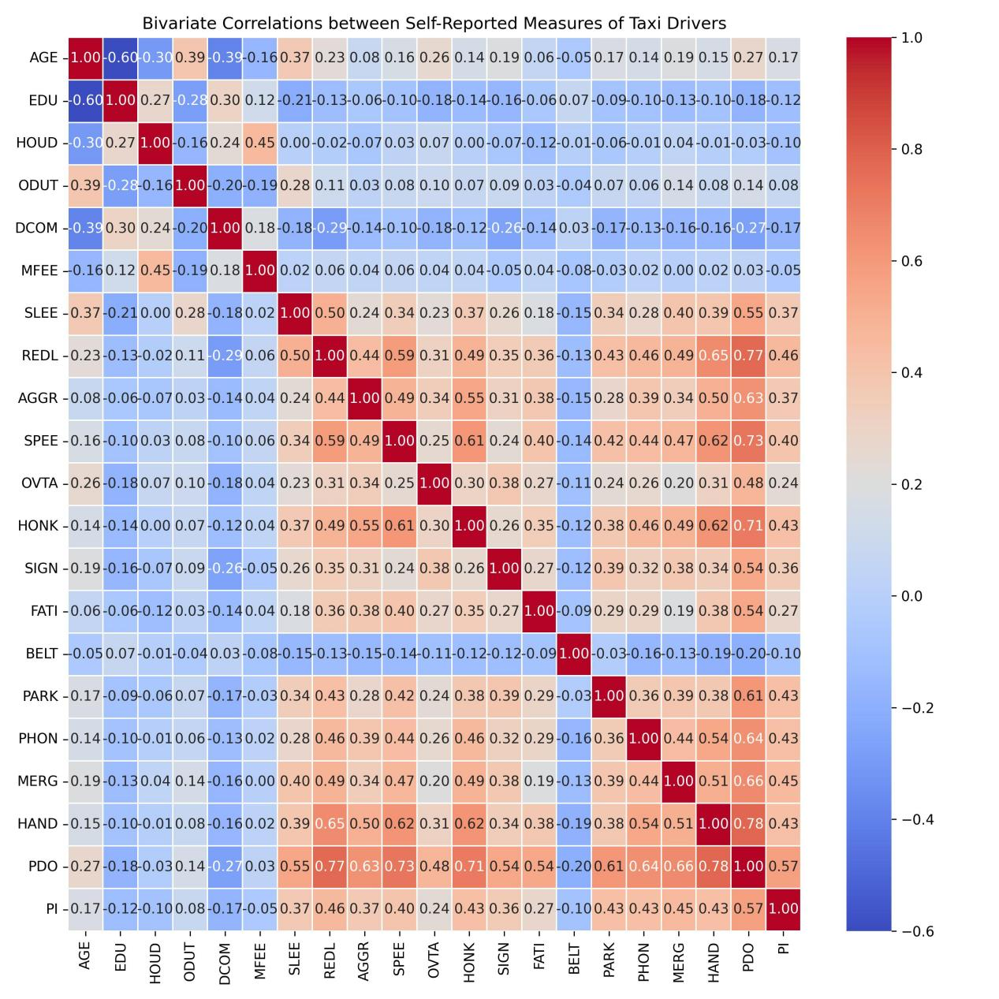 Bivariate Correlations between Self-Reported Measures of Taxi Drivers
AGE 1.00 -0.60 -0.30 0.39 -0.39 -0.16 0.37 0.23 0.08 0.16 0.26 0.14 0.19 0.06 -0.05 0.17 0.14 0.19 0.15 0.27 0.17
EDU -0.60 1.00 0.27 -0.28 0.30 0.12 -0.21 -0.13 -0.06 -0.10 -0.18 -0.14 -0.16 -0.06 0.07 -0.09 -0.10 -0.13 -0.10 -0.18 -0.12
HOUD -0.30 0.27 1.00 -0.16 0.24 0.45 0.00 -0.02 -0.07 0.03 0.07 0.00 -0.07 -0.12 -0.01 -0.06 -0.01 0.04 -0.01 -0.03 -0.10
ODUT 0.39 -0.28 -0.16 1.00 -0.20 -0.19 0.28 0.11 0.03 0.08 0.10 0.07 0.09 0.03 -0.04 0.07 0.06 0.14 0.08 0.14 0.08
DCOM -0.39 0.30 0.24 -0.20 1.00 0.18 -0.18 -0.29 -0.14 -0.10 -0.18 -0.12 -0.26 -0.14 0.03 -0.17 -0.13 -0.16 -0.16 -0.27 -0.17
MFEE -0.16 0.12 0.45 -0.19 0.18 1.00 0.02 0.06 0.04 0.06 0.04 0.04 -0.05 0.04 -0.08 -0.03 0.02 0.00 0.02 0.03 -0.05
SLEE 0.37 -0.21 0.00 0.28 -0.18 0.02 1.00 0.50 0.24 0.34 0.23 0.37 0.26 0.18 -0.15 0.34 0.28 0.40 0.39 0.55 0.37
REDL 0.23 -0.13 -0.02 0.11 -0.29 0.06 0.50 1.00 0.44 0.59 0.31 0.49 0.35 0.36 -0.13 0.43 0.46 0.49 0.65 0.77 0.46
AGGR 0.08 -0.06 -0.07 0.03 -0.14 0.04 0.24 0.44 1.00 0.49 0.34 0.55 0.31 0.38 -0.15 0.28 0.39 0.34 0.50 0.63 0.37
SPEE 0.16 -0.10 0.03 0.08 -0.10 0.06 0.34 0.59 0.49 1.00 0.25 0.61 0.24 0.40 -0.14 0.42 0.44 0.47 0.62 0.73 0.40
OVTA 0.26 -0.18 0.07 0.10 -0.18 0.04 0.23 0.31 0.34 0.25 1.00 0.30 0.38 0.27 -0.11 0.24 0.26 0.20 0.31 0.48 0.24
HONK 0.14 -0.14 0.00 0.07 -0.12 0.04 0.37 0.49 0.55 0.61 0.30 1.00 0.26 0.35 -0.12 0.38 0.46 0.49 0.62 0.71 0.43
SIGN 0.19 -0.16 -0.07 0.09 -0.26 -0.05 0.26 0.35 0.31 0.24 0.38 0.26 1.00 0.27 -0.12 0.39 0.32 0.38 0.34 0.54 0.36
FATI 0.06 -0.06 -0.12 0.03 -0.14 0.04 0.18 0.36 0.38 0.40 0.27 0.35 0.27 1.00 -0.09 0.29 0.29 0.19 0.38 0.54 0.27
BELT -0.05 0.07 -0.01 -0.04 0.03 -0.08 -0.15 -0.13 -0.15 -0.14 -0.11 -0.12 -0.12 -0.09 1.00 -0.03 -0.16 -0.13 -0.19 -0.20 -0.10
PARK 0.17 -0.09 -0.06 0.07 -0.17 -0.03 0.34 0.43 0.28 0.42 0.24 0.38 0.39 0.29 -0.03 1.00 0.36 0.39 0.38 0.61 0.43
PHON 0.14 -0.10 -0.01 0.06 -0.13 0.02 0.28 0.46 0.39 0.44 0.26 0.46 0.32 0.29 -0.16 0.36 1.00 0.44 0.54 0.64 0.43
MERG 0.19 -0.13 0.04 0.14 -0.16 0.00 0.40 0.49 0.34 0.47 0.20 0.49 0.38 0.19 -0.13 0.39 0.44 1.00 0.51 0.66 0.45
HAND 0.15 -0.10 -0.01 0.08 -0.16 0.02 0.39 0.65 0.50 0.62 0.31 0.62 0.34 0.38 -0.19 0.38 0.54 0.51 1.00 0.78 0.43
PDO 0.27 -0.18 -0.03 0.14 -0.27 0.03 0.55 0.77 0.63 0.73 0.48 0.71 0.54 0.54 -0.20 0.61 0.64 0.66 0.78 1.00 0.57
PI 0.17 -0.12 -0.10 0.08 -0.17 -0.05 0.37 0.46 0.37 0.40 0.24 0.43 0.36 0.27 -0.10 0.43 0.43 0.45 0.43 0.57 1.00
AGE EDU HOUD ODUT DCOM MFEE SLEE REDL AGGR SPEE OVTA HONK SIGN FATI BELT PARK PHON MERG HAND PDO PI
1.0
0.8
0.6
0.4
0.2
0.0
−0.2
−0.4
−0.6